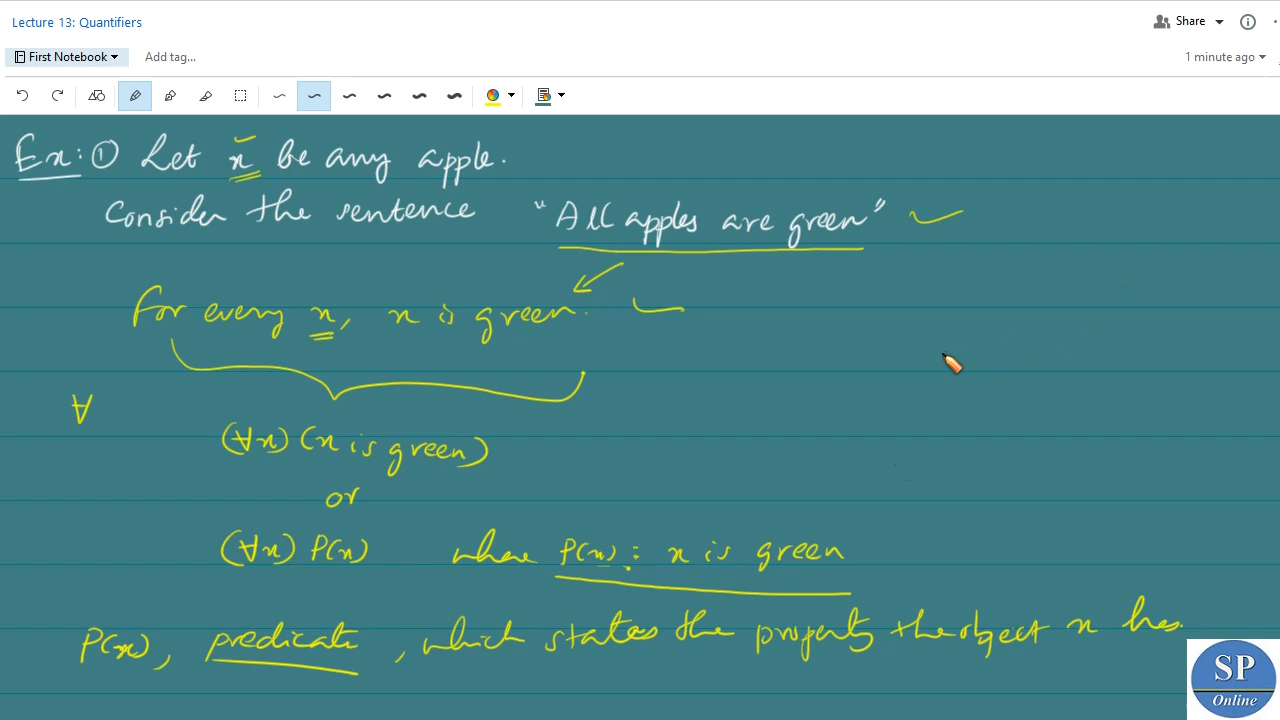 Lecture 13: Quantifiers
Share
First Notebook
Add tag...
1 minute ago
Ex: ① Let x be any apple.
Consider the sentence "All apples are green"
For every x, x is green.
∀
(∀x) (x is green)
or
(∀x) P(x) where P(x): x is green
P(x), predicate, which states the property the object x has.
SP
Online